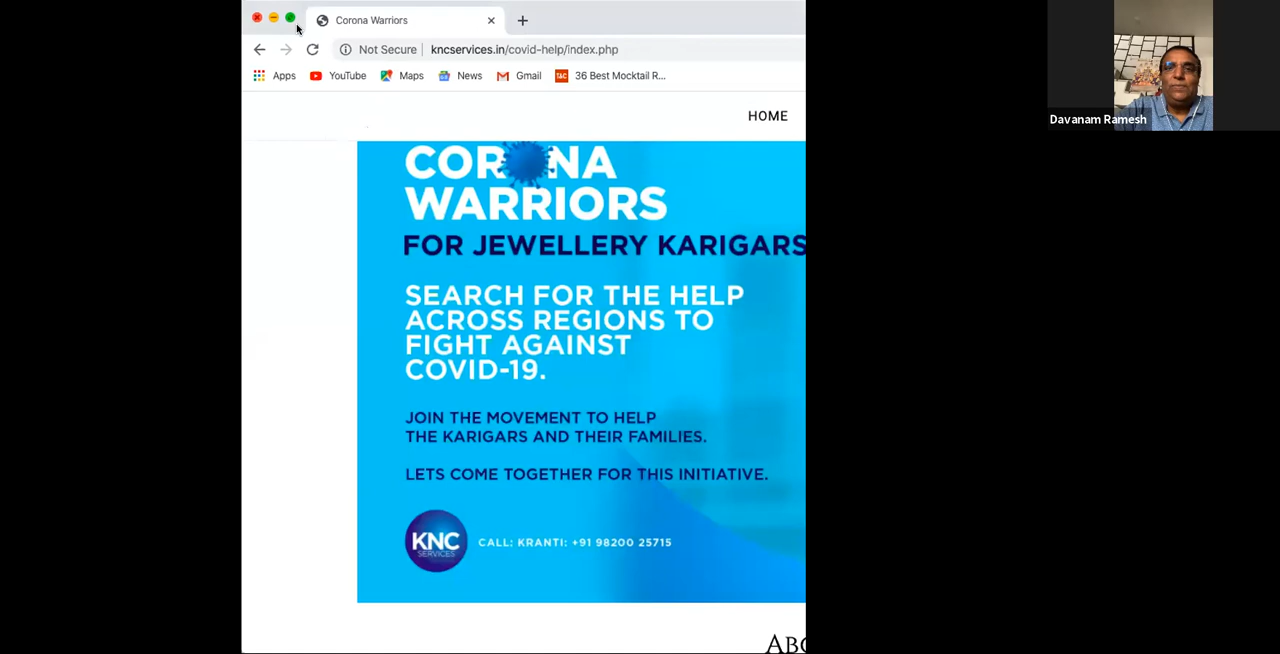 Corona Warriors
Not Secure | kncservices.in/covid-help/index.php
Apps YouTube Maps News Gmail 36 Best Mocktail R...
Davanam Ramesh
HOME
CORONA
WARRIORS
FOR JEWELLERY KARIGARS
SEARCH FOR THE HELP
ACROSS REGIONS TO
FIGHT AGAINST
COVID-19.
JOIN THE MOVEMENT TO HELP
THE KARIGARS AND THEIR FAMILIES.
LETS COME TOGETHER FOR THIS INITIATIVE.
KNC
SERVICES
CALL: KRANTI: +91 98200 25715